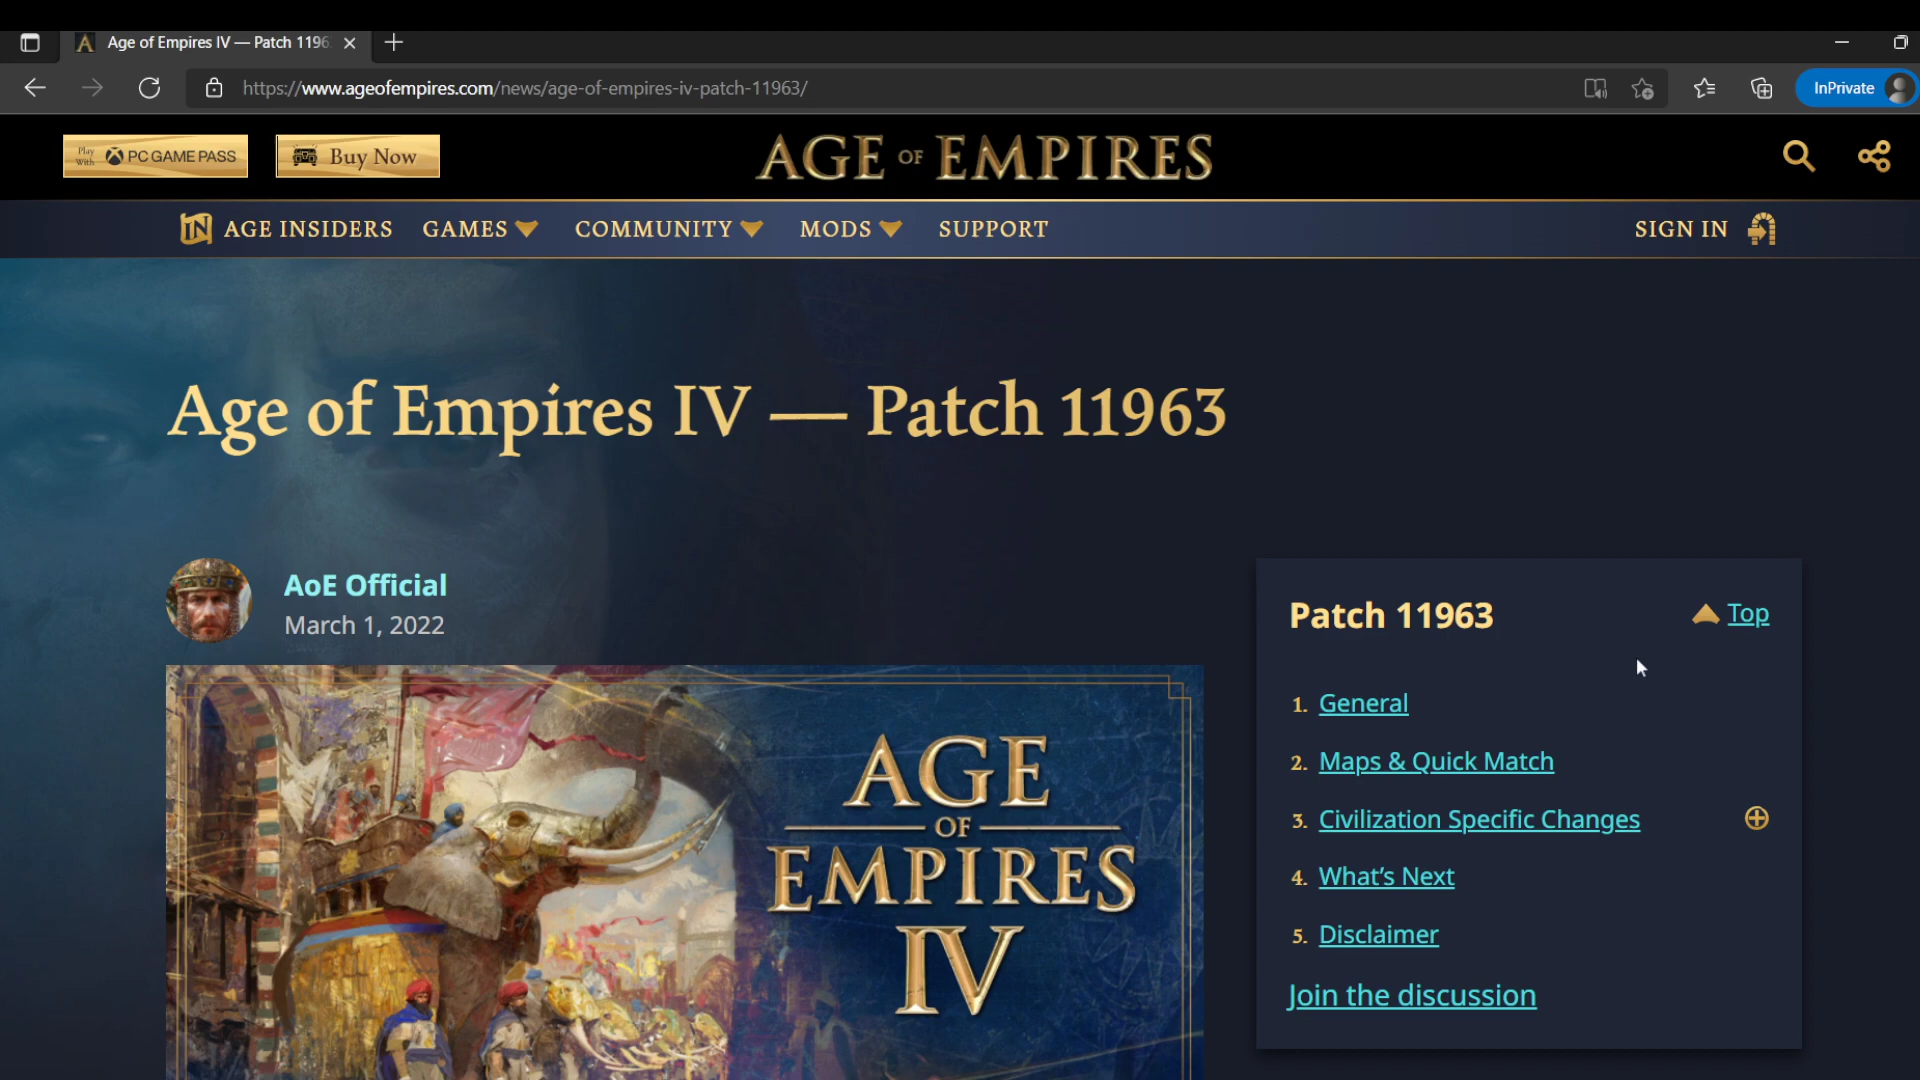 Age of Empires IV — Patch 1196
https://www.ageofempires.com/news/age-of-empires-iv-patch-11963/
InPrivate
Play With PC GAME PASS
Buy Now
AGE OF EMPIRES
IN AGE INSIDERS
GAMES
COMMUNITY
MODS
SUPPORT
SIGN IN
Age of Empires IV — Patch 11963
AoE Official
March 1, 2022
AGE
OF
EMPIRES
IV
Patch 11963
Top
1. General
2. Maps & Quick Match
3. Civilization Specific Changes
4. What's Next
5. Disclaimer
Join the discussion